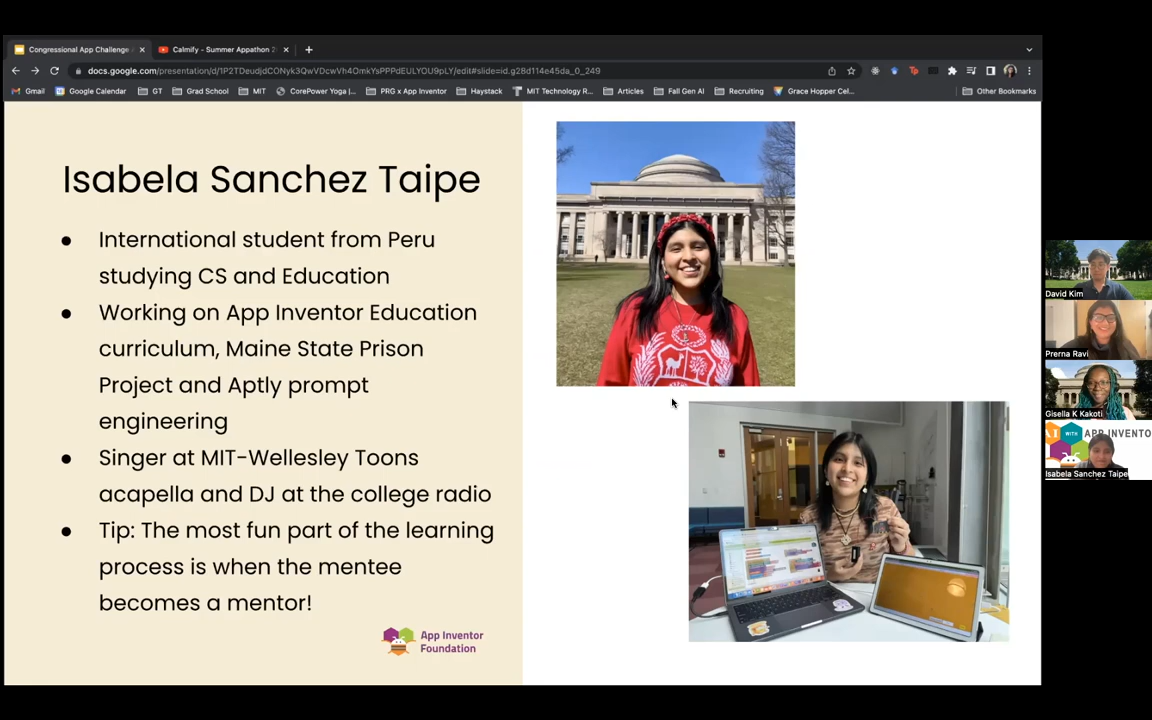 Congressional App Challenge
Calmify - Summer Appathon 2
docs.google.com/presentation/d/1P2TDeudjdCONyk3QwVDcwVh4OmkYsPPPdEULYOU9pLY/edit#slide=id.g28d114e45da_0_249
Gmail Google Calendar GT Grad School MIT CorePower Yoga |... PRG x App Inventor Haystack MIT Technology R... Articles Fall Gen AI Recruiting Grace Hopper Cel... Other Bookmarks
Isabela Sanchez Taipe
● International student from Peru
studying CS and Education
● Working on App Inventor Education
curriculum, Maine State Prison
Project and Aptly prompt
engineering
● Singer at MIT-Wellesley Toons
acapella and DJ at the college radio
● Tip: The most fun part of the learning
process is when the mentee
becomes a mentor!
App Inventor
Foundation
David Kim
Prerna Ravi
Gisella K Kakoti
WITH APP INVENTO
Isabela Sanchez Taipe